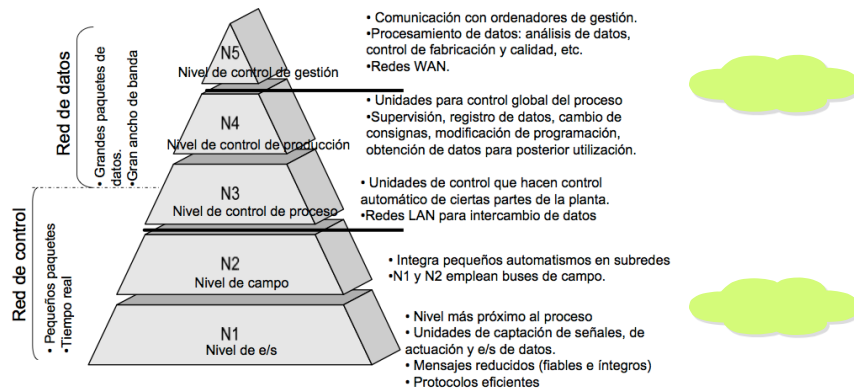 Red de datos
• Grandes paquetes de
datos.
•Gran ancho de banda
Red de control
• Pequeños paquetes
•Tiempo real
N5
Nivel de control de gestión
N4
Nivel de control de producción
N3
Nivel de control de proceso
N2
Nivel de campo
N1
Nivel de e/s
• Comunicación con ordenadores de gestión.
•Procesamiento de datos: análisis de datos,
control de fabricación y calidad, etc.
•Redes WAN.
• Unidades para control global del proceso
•Supervisión, registro de datos, cambio de
consignas, modificación de programación,
obtención de datos para posterior utilización.
• Unidades de control que hacen control
automático de ciertas partes de la planta.
•Redes LAN para intercambio de datos
• Integra pequeños automatismos en subredes
•N1 y N2 emplean buses de campo.
• Nivel más próximo al proceso
• Unidades de captación de señales, de
actuación y e/s de datos.
• Mensajes reducidos (fiables e íntegros)
• Protocolos eficientes